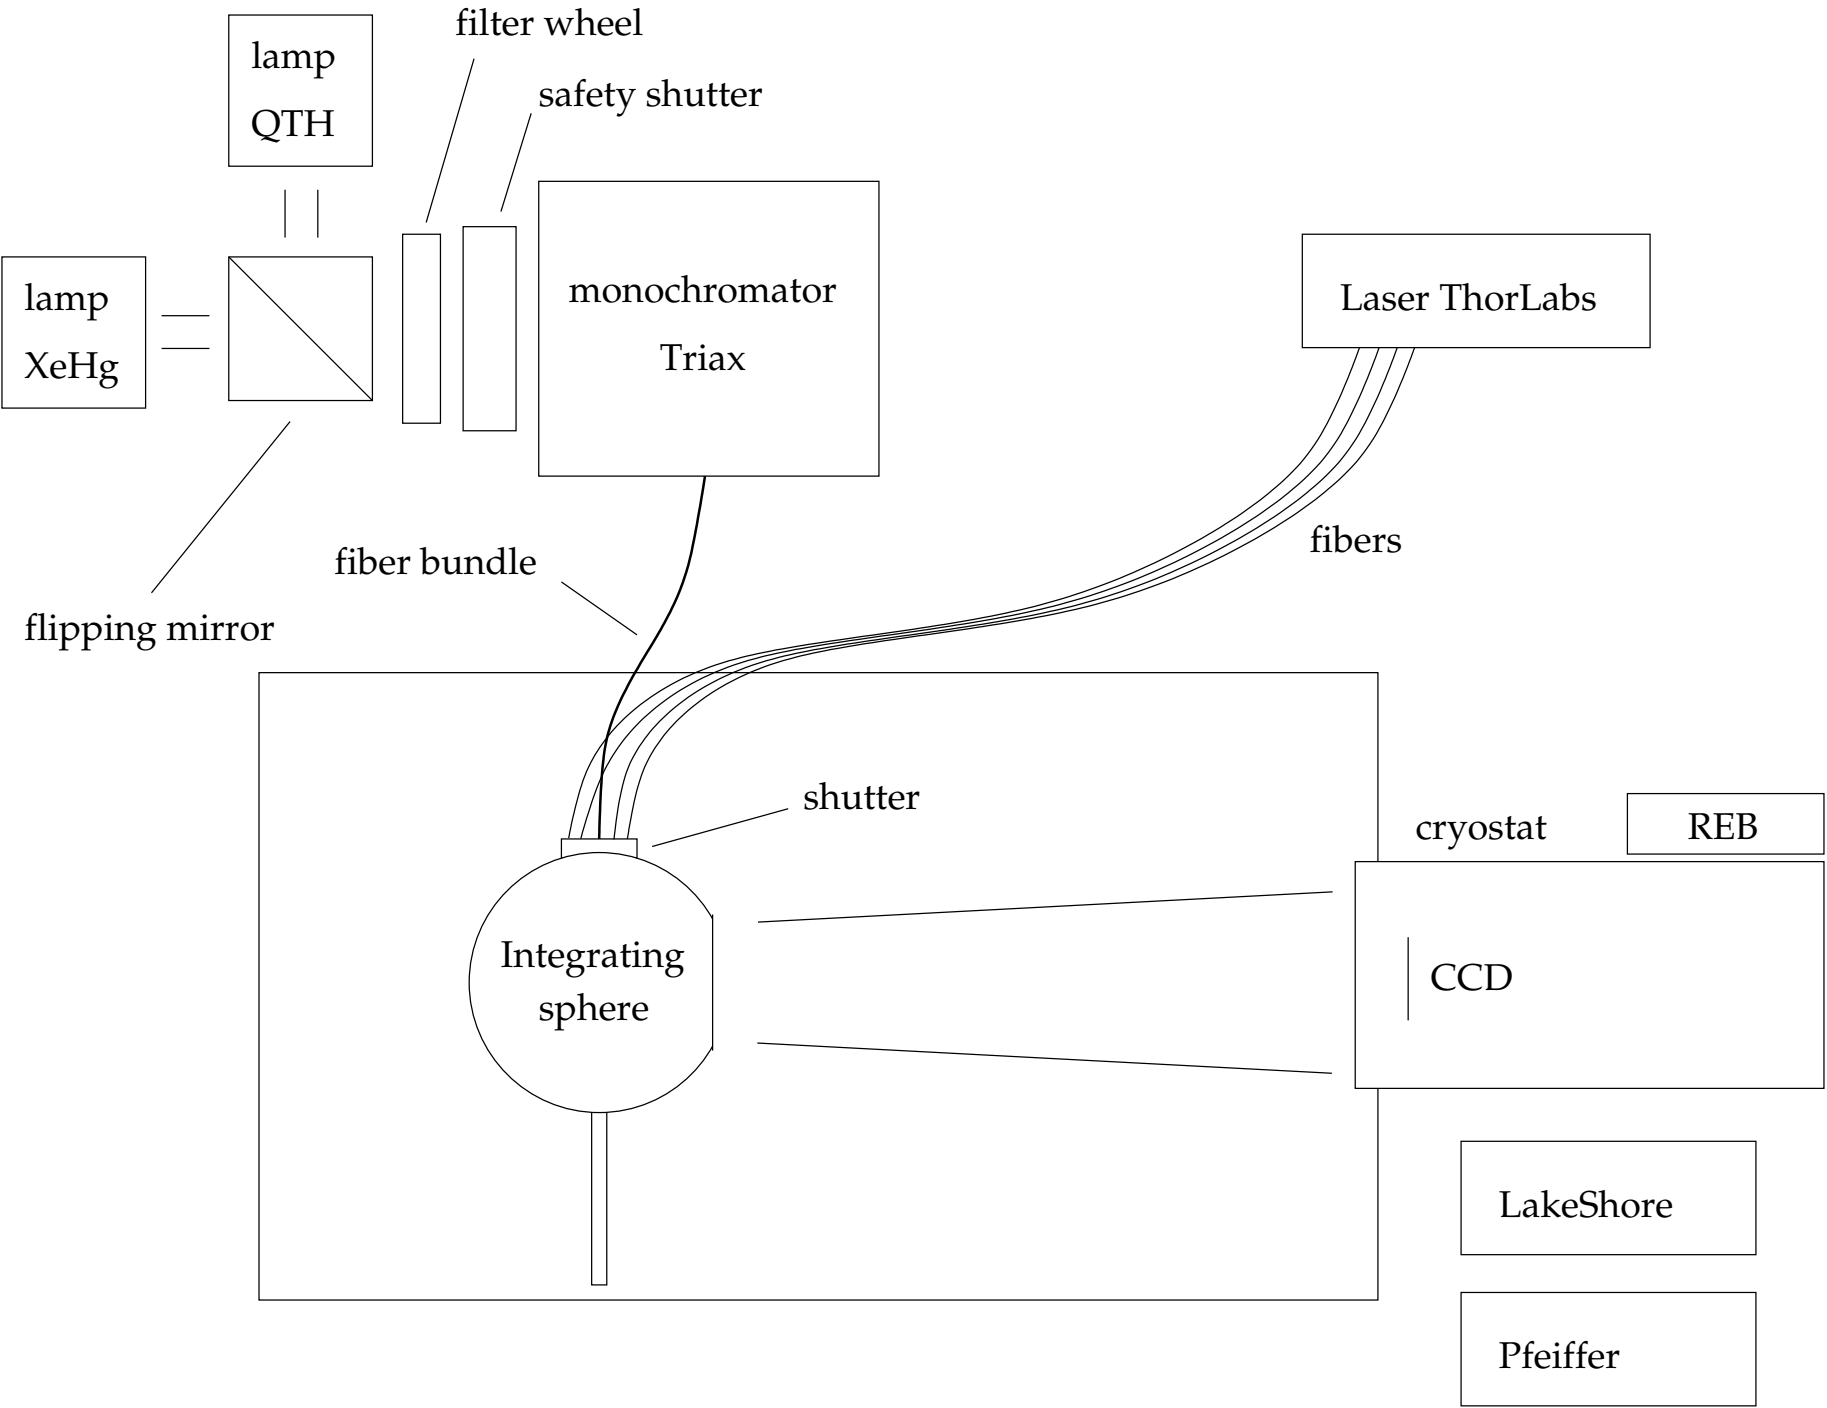 filter wheel
lamp
QTH
safety shutter
lamp
XeHg
monochromator
Triax
Laser ThorLabs
fibers
fiber bundle
flipping mirror
shutter
cryostat
REB
Integrating
sphere
CCD
LakeShore
Pfeiffer